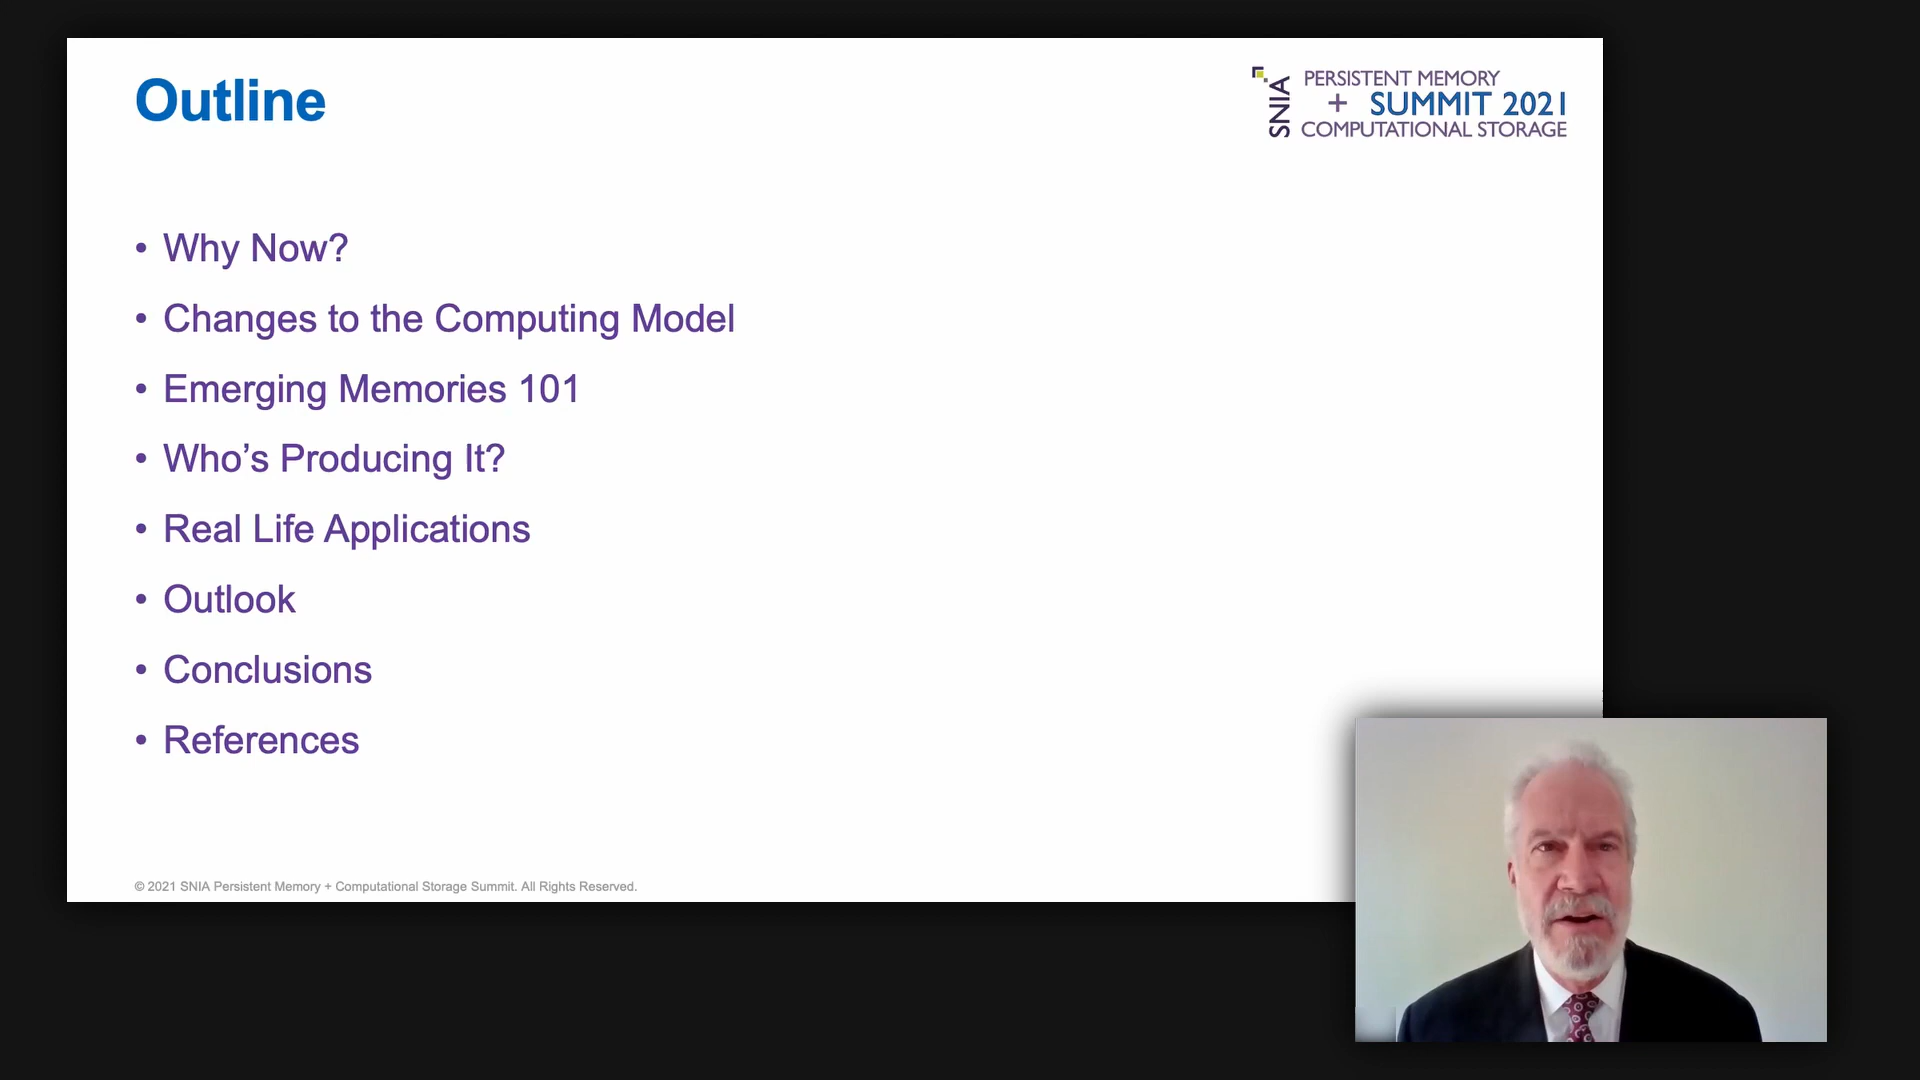 Outline
SNIA
PERSISTENT MEMORY
+ SUMMIT 2021
COMPUTATIONAL STORAGE
• Why Now?
• Changes to the Computing Model
• Emerging Memories 101
• Who’s Producing It?
• Real Life Applications
• Outlook
• Conclusions
• References
© 2021 SNIA Persistent Memory + Computational Storage Summit. All Rights Reserved.